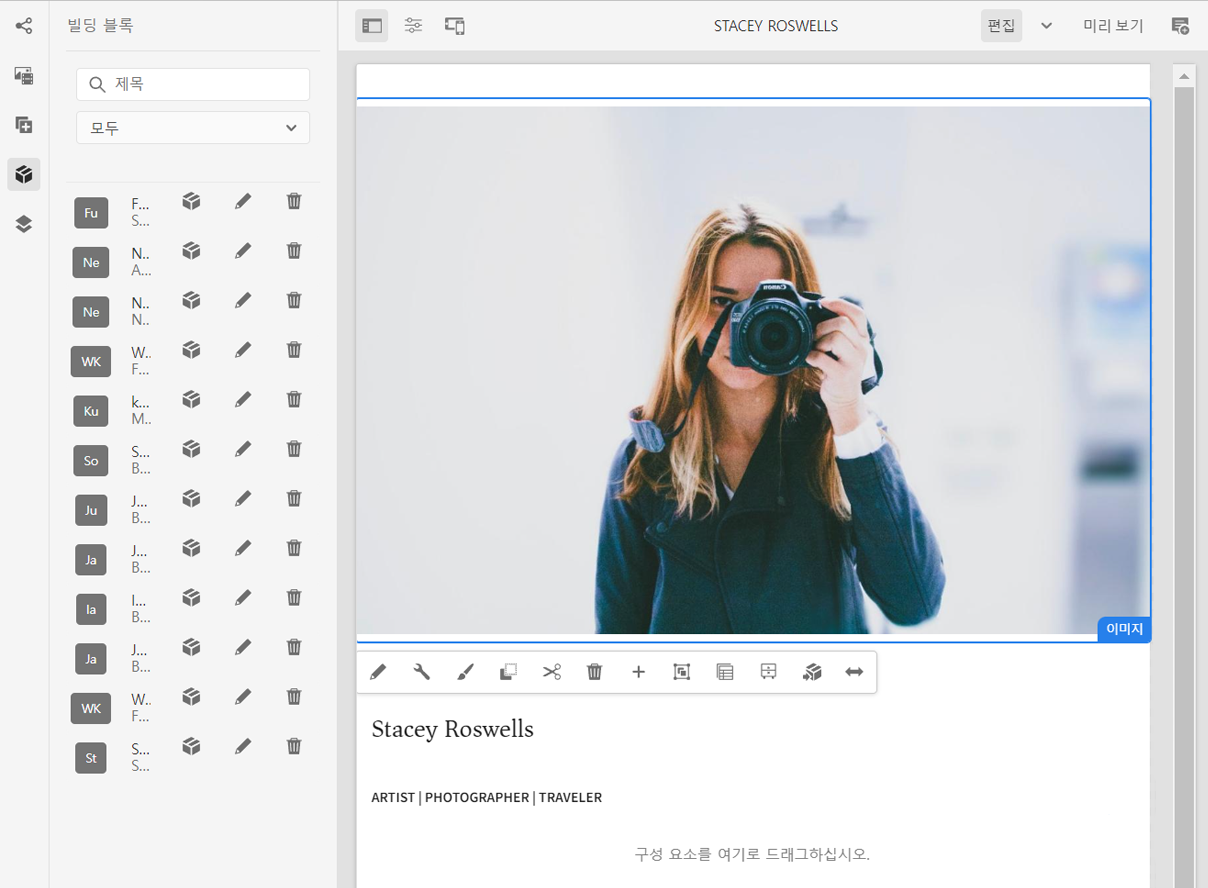 빌딩 블록
STACEY ROSWELLS
편집
미리 보기
제목
모두
Fu
F...
S...
Ne
N..
A...
Ne
N..
N..
WK
W..
F...
Ku
k...
M..
So
S...
B...
Ju
J...
B...
Ja
J...
B...
Ia
I...
B...
Ja
J...
B...
WK
W..
F...
St
S...
S...
Canon
이미지
Stacey Roswells
ARTIST | PHOTOGRAPHER | TRAVELER
구성 요소를 여기로 드래그하십시오.